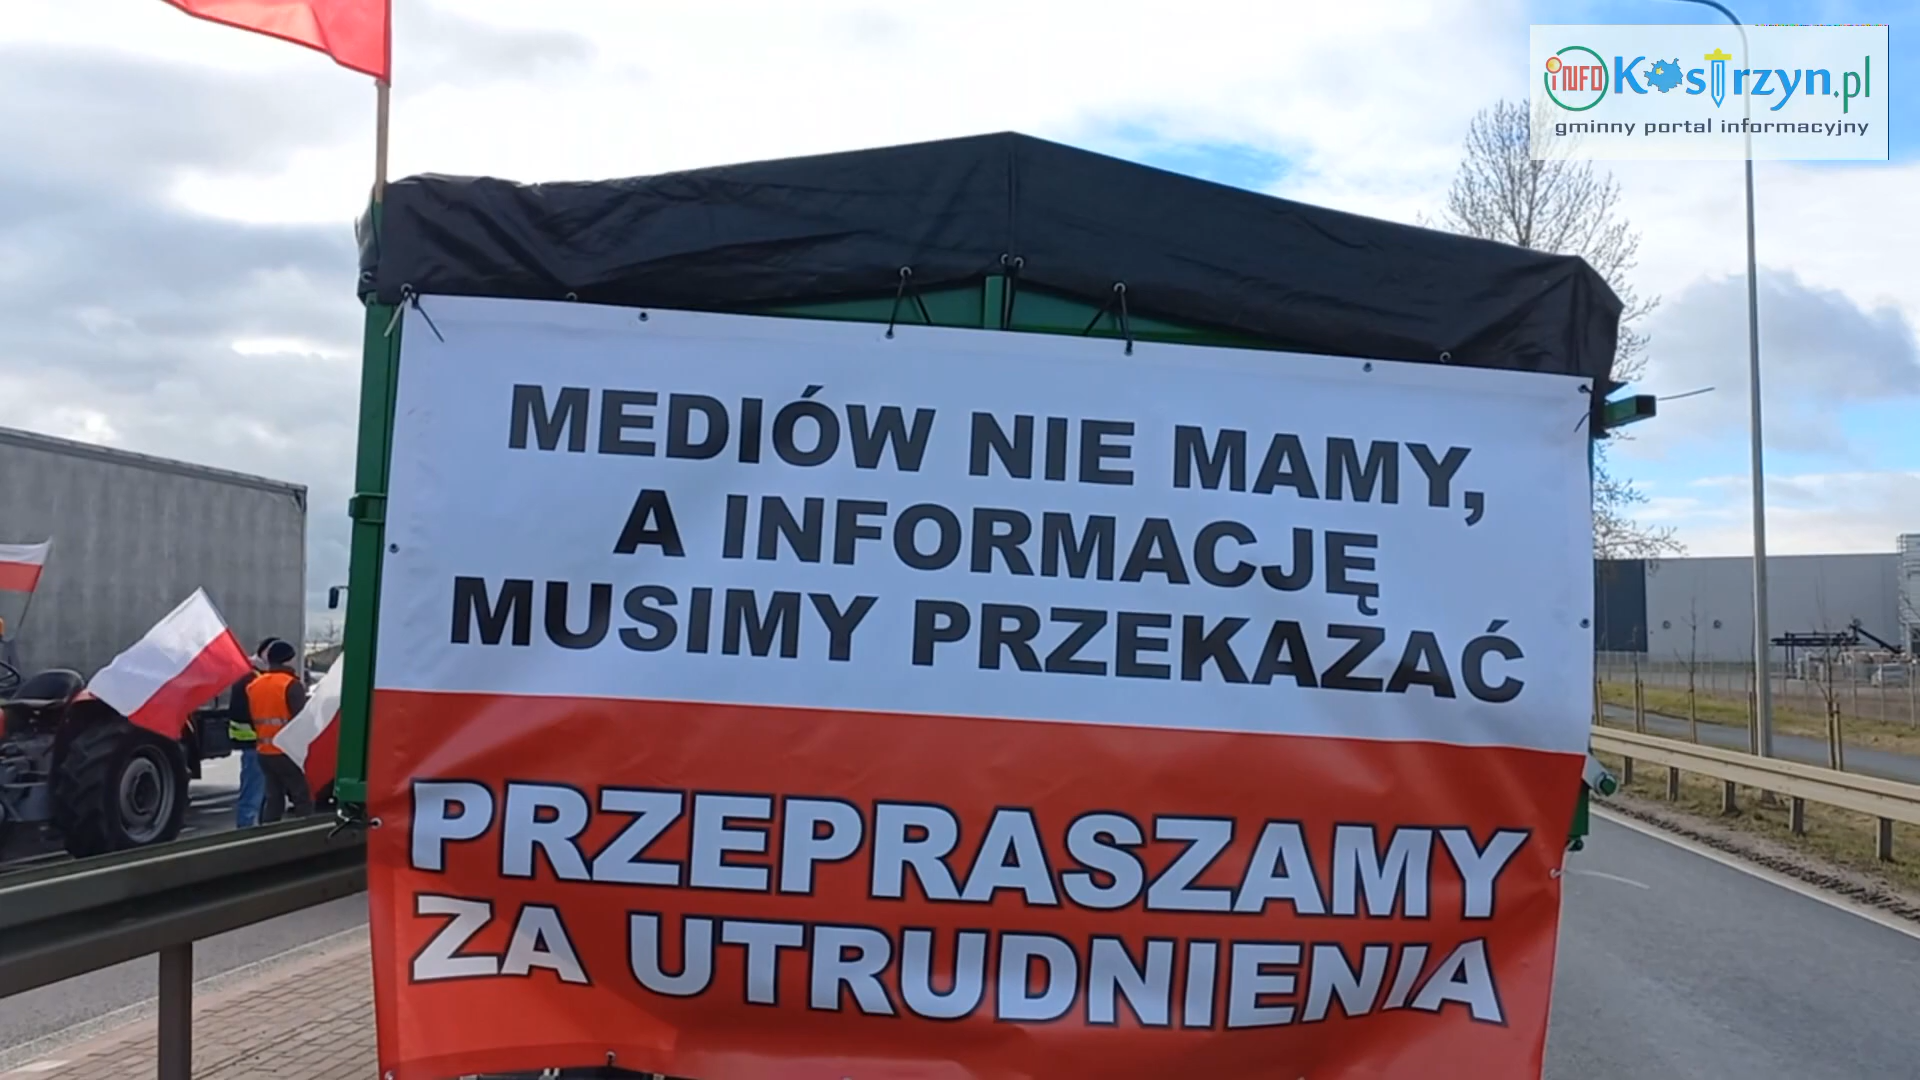 iNFO Kostrzyn.pl
gminny portal informacyjny
MEDIÓW NIE MAMY,
A INFORMACJĘ
MUSIMY PRZEKAZAĆ
PRZEPRASZAMY
ZA UTRUDNIENIA